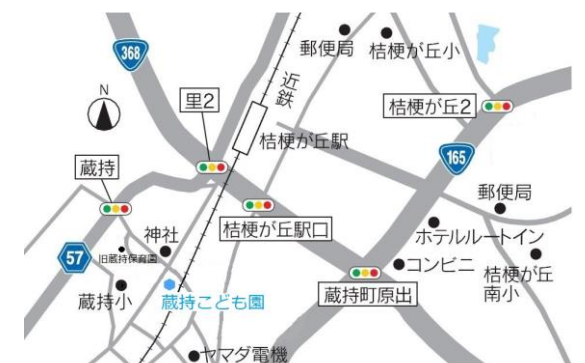 368
郵便局
桔梗が丘小
N
近鉄
里2
桔梗が丘2
桔梗が丘駅
蔵持
165
郵便局
神社
桔梗が丘駅口
ホテルルートイン
57
旧蔵持保育園
コンビニ
桔梗が丘
南小
蔵持小
蔵持こども園
蔵持町原出
ヤマダ電機